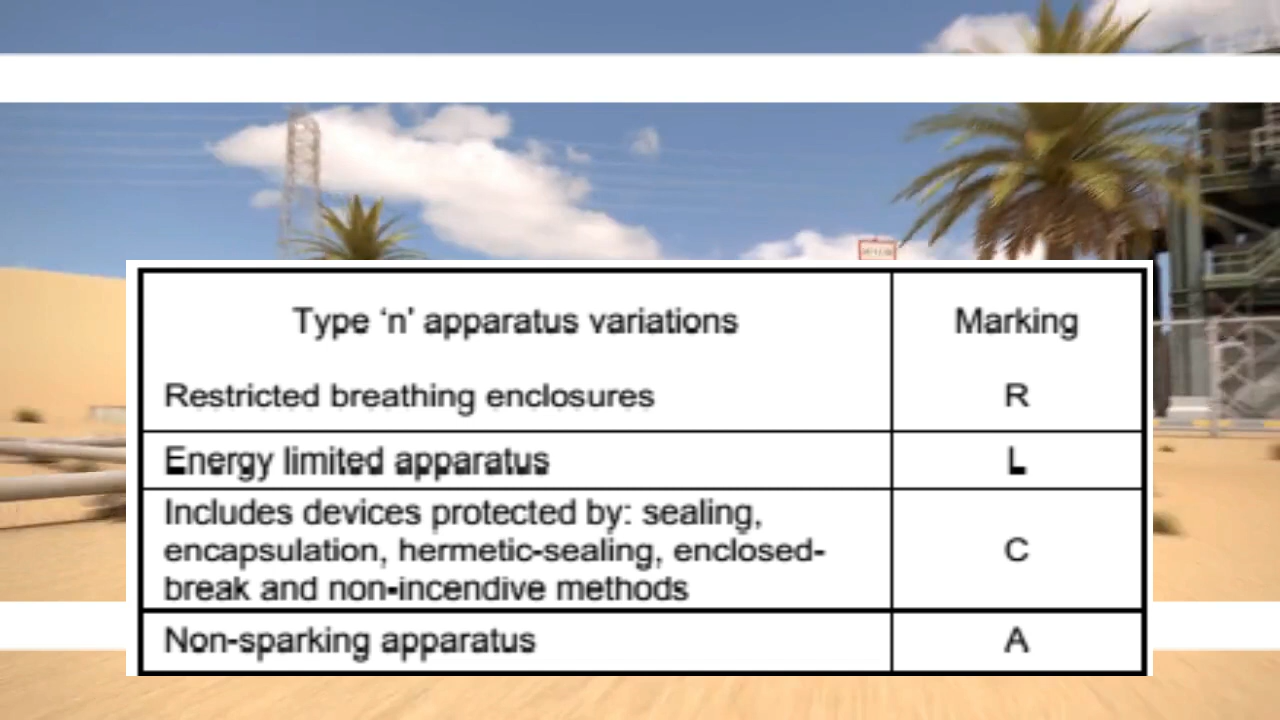 Type ‘n’ apparatus variations Marking
Restricted breathing enclosures R
Energy limited apparatus L
Includes devices protected by: sealing,
encapsulation, hermetic-sealing, enclosed-
break and non-incendive methods C
Non-sparking apparatus A